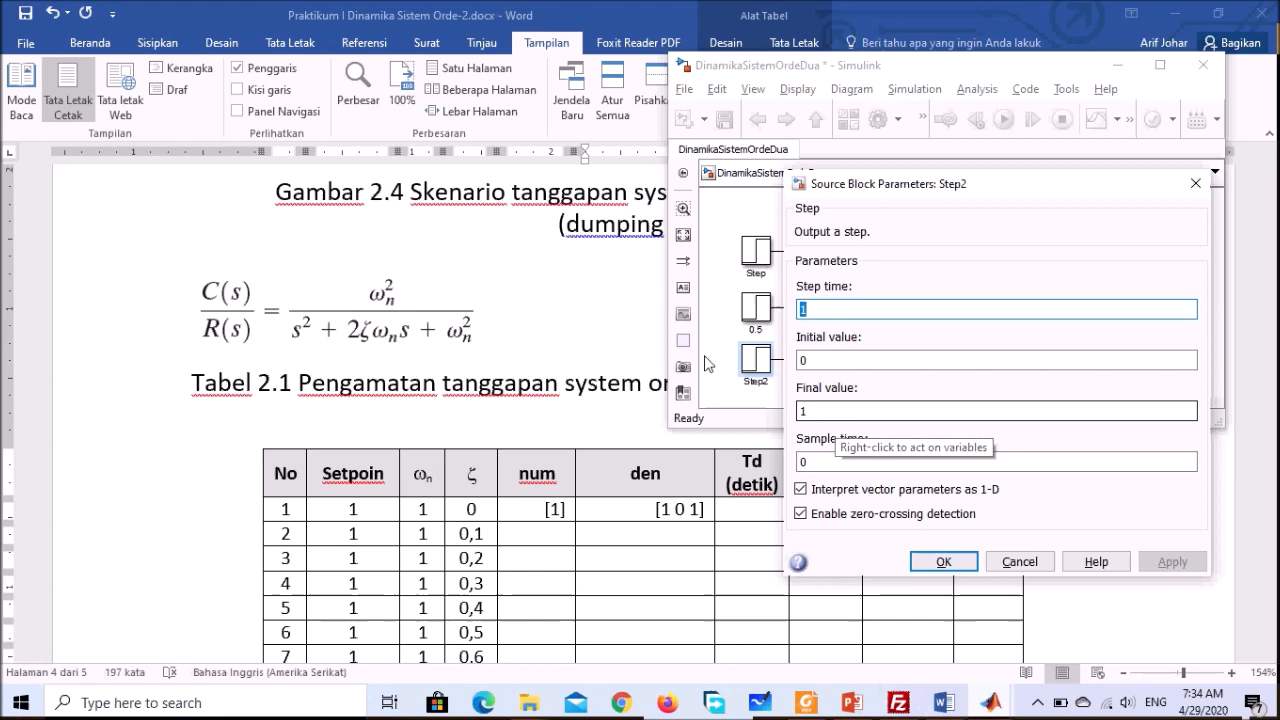 Praktikum I Dinamika Sistem Orde-2.docx - Word
Alat Tabel
File Beranda Sisipkan Desain Tata Letak Referensi Surat Tinjau Tampilan Foxit Reader PDF Desain Tata Letak Beri tahu apa yang ingin Anda lakuk Arif Johar Bagikan
Mode Baca
Tata Letak Cetak
Tata letak Web
Kerangka
Draf
Tampilan
Penggaris
Kisi garis
Panel Navigasi
Perlihatkan
Perbesar
100%
Satu Halaman
Beberapa Halaman
Lebar Halaman
Perbesaran
Jendela Baru
Atur Semua
Pisahka
DinamikaSistemOrdeDua * - Simulink
File Edit View Display Diagram Simulation Analysis Code Tools Help
DinamikaSistemOrdeDua
Step
0.5
Step2
Ready
Source Block Parameters: Step2
Step
Output a step.
Parameters
Step time:
1
Initial value:
0
Final value:
1
Sample time:
Right-click to act on variables
0
Interpret vector parameters as 1-D
Enable zero-crossing detection
OK Cancel Help Apply
Gambar 2.4 Skenario tanggapan sys
(dumping
C(s)/R(s) = ωn²/(s² + 2ζωns + ωn²)
Tabel 2.1 Pengamatan tanggapan system or
No Setpoin ωn ζ num den Td (detik)
1 1 1 0 [1] [1 0 1]
2 1 1 0,1
3 1 1 0,2
4 1 1 0,3
5 1 1 0,4
6 1 1 0,5
7 1 1 0,6
Halaman 4 dari 5 197 kata Bahasa Inggris (Amerika Serikat) 154%
Type here to search
ENG
7:34 AM
4/29/2020
7